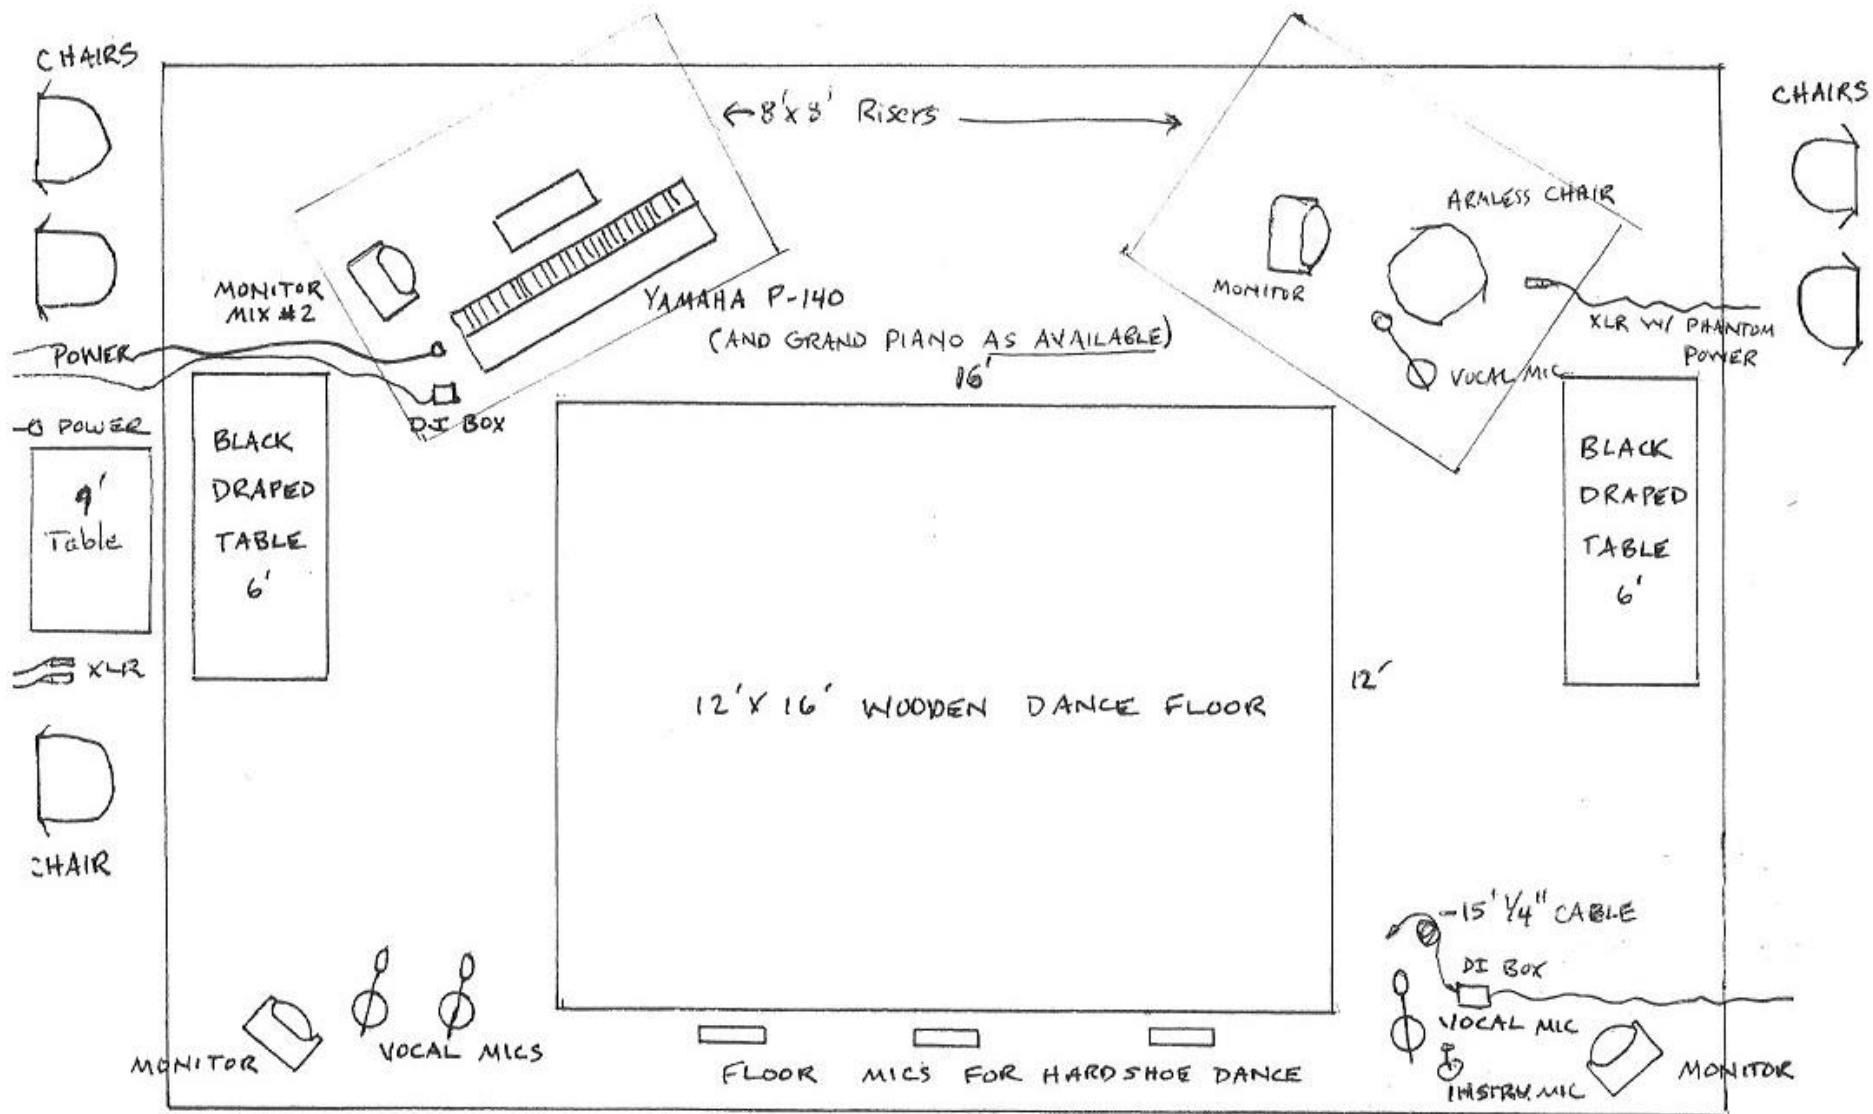 CHAIRS
← 8' x 8' Risers →
CHAIRS
ARMLESS CHAIR
MONITOR
MIX #2
MONITOR
YAMAHA P-140
(AND GRAND PIANO AS AVAILABLE)
XLR W/ PHANTOM
POWER
POWER
16'
VOCAL MIC
DI BOX
POWER
9'
Table
BLACK
DRAPED
TABLE
6'
BLACK
DRAPED
TABLE
6'
XLR
12'
12' X 16' WOODEN DANCE FLOOR
CHAIR
15' 1/4" CABLE
DI BOX
VOCAL MIC
MONITOR
VOCAL MICS
FLOOR MICS FOR HARDSHOE DANCE
INSTRU. MIC
MONITOR